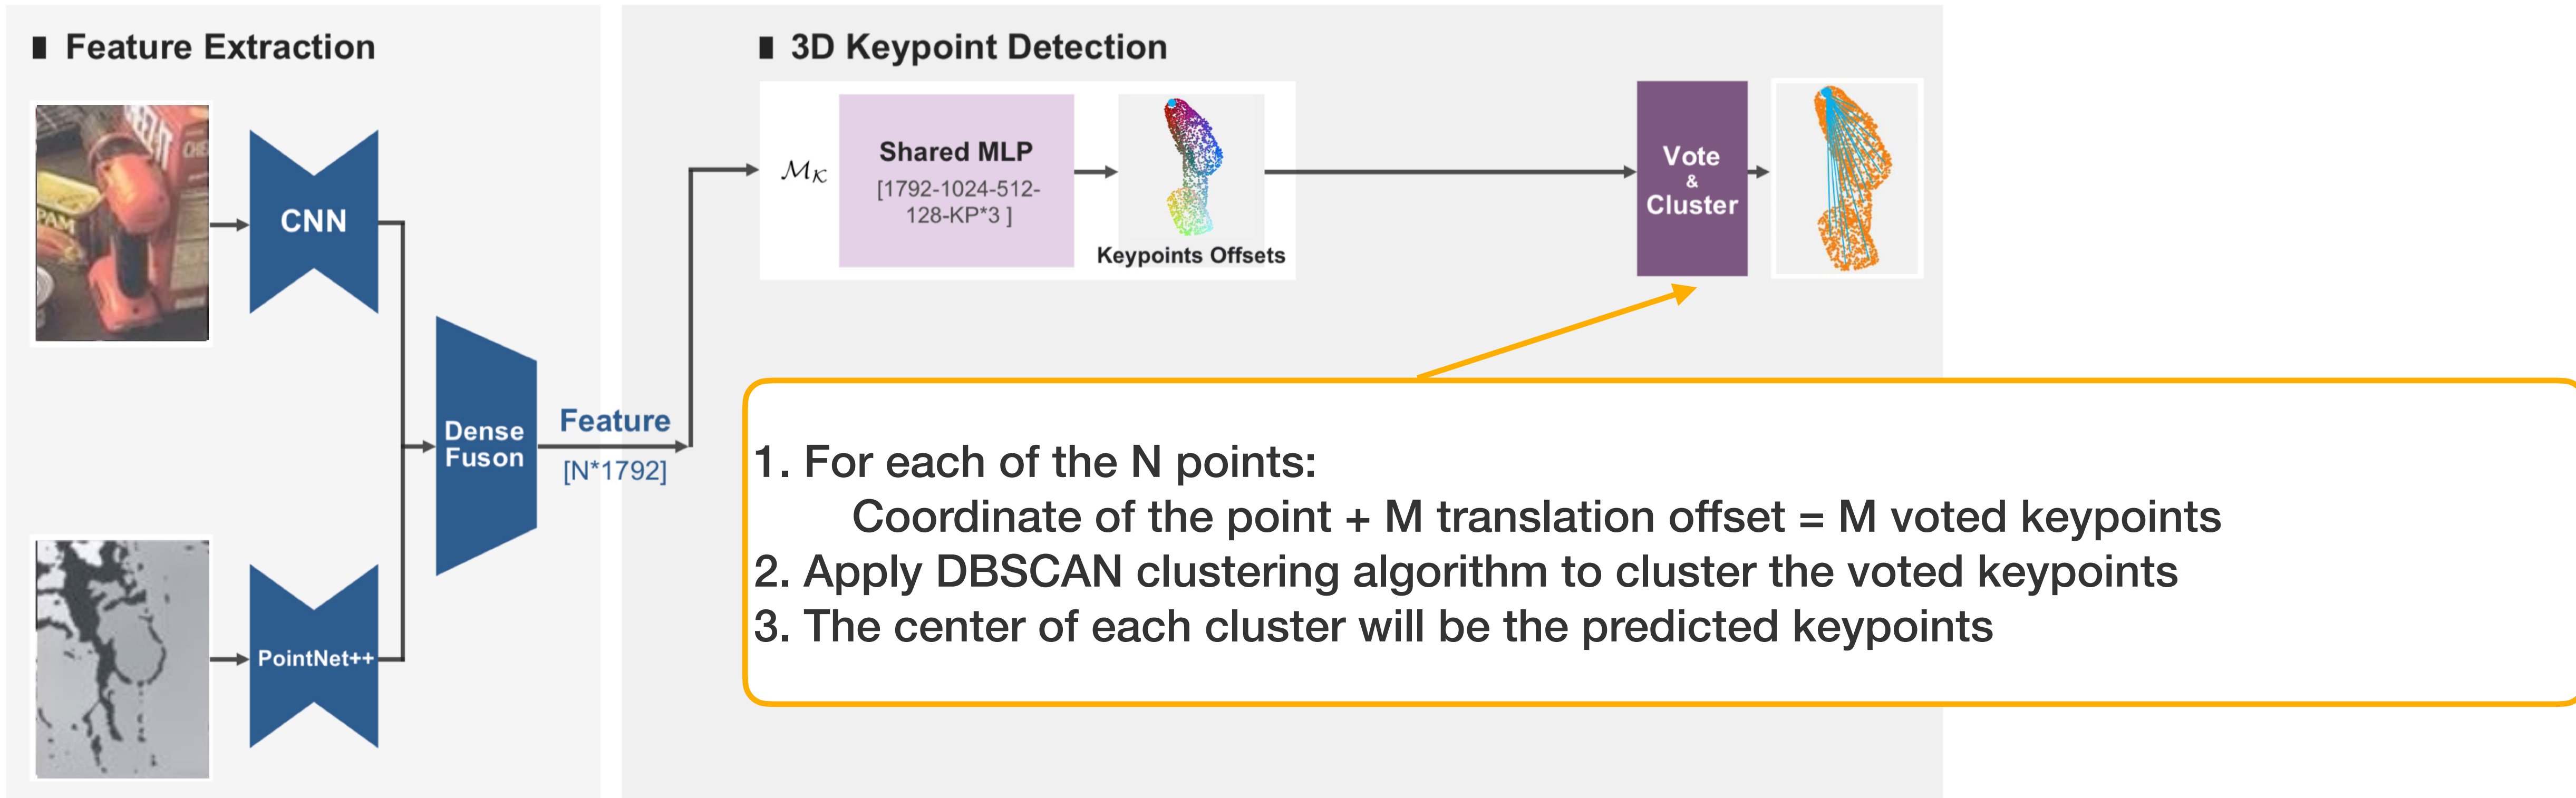 Feature Extraction
CNN
PointNet++
Dense
Fuson
Feature
[N*1792]
3D Keypoint Detection
M_K
Shared MLP
[1792-1024-512-
128-KP*3 ]
Keypoints Offsets
Vote
&
Cluster
1. For each of the N points:
Coordinate of the point + M translation offset = M voted keypoints
2. Apply DBSCAN clustering algorithm to cluster the voted keypoints
3. The center of each cluster will be the predicted keypoints
PAM